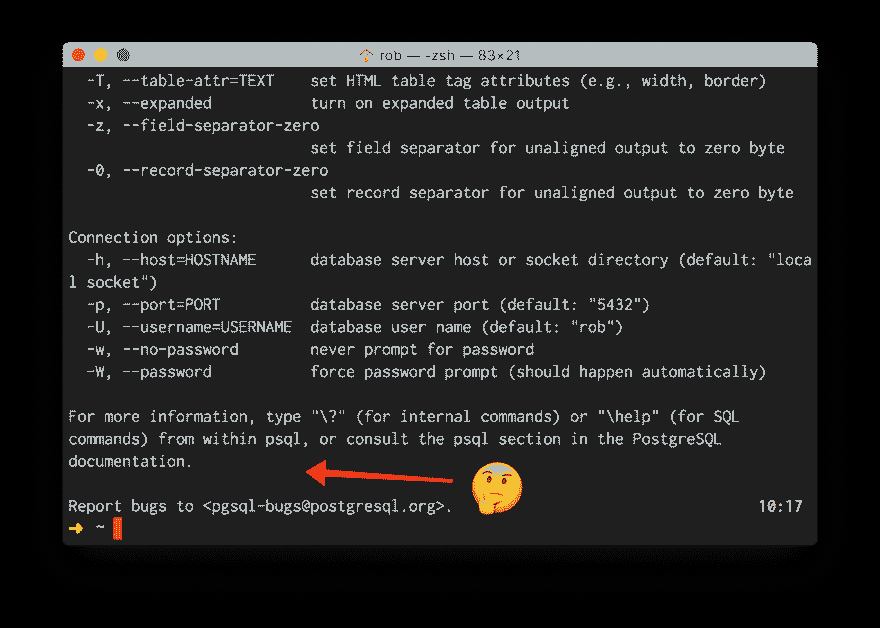 rob — -zsh — 83×21
-T, --table-attr=TEXT    set HTML table tag attributes (e.g., width, border)
-x, --expanded           turn on expanded table output
-z, --field-separator-zero
set field separator for unaligned output to zero byte
-0, --record-separator-zero
set record separator for unaligned output to zero byte
Connection options:
-h, --host=HOSTNAME      database server host or socket directory (default: "loca
l socket")
-p, --port=PORT          database server port (default: "5432")
-U, --username=USERNAME  database user name (default: "rob")
-w, --no-password        never prompt for password
-W, --password           force password prompt (should happen automatically)
For more information, type "\?" (for internal commands) or "\help" (for SQL
commands) from within psql, or consult the psql section in the PostgreSQL
documentation.
Report bugs to <pgsql-bugs@postgresql.org>.    10:17
➜ ~